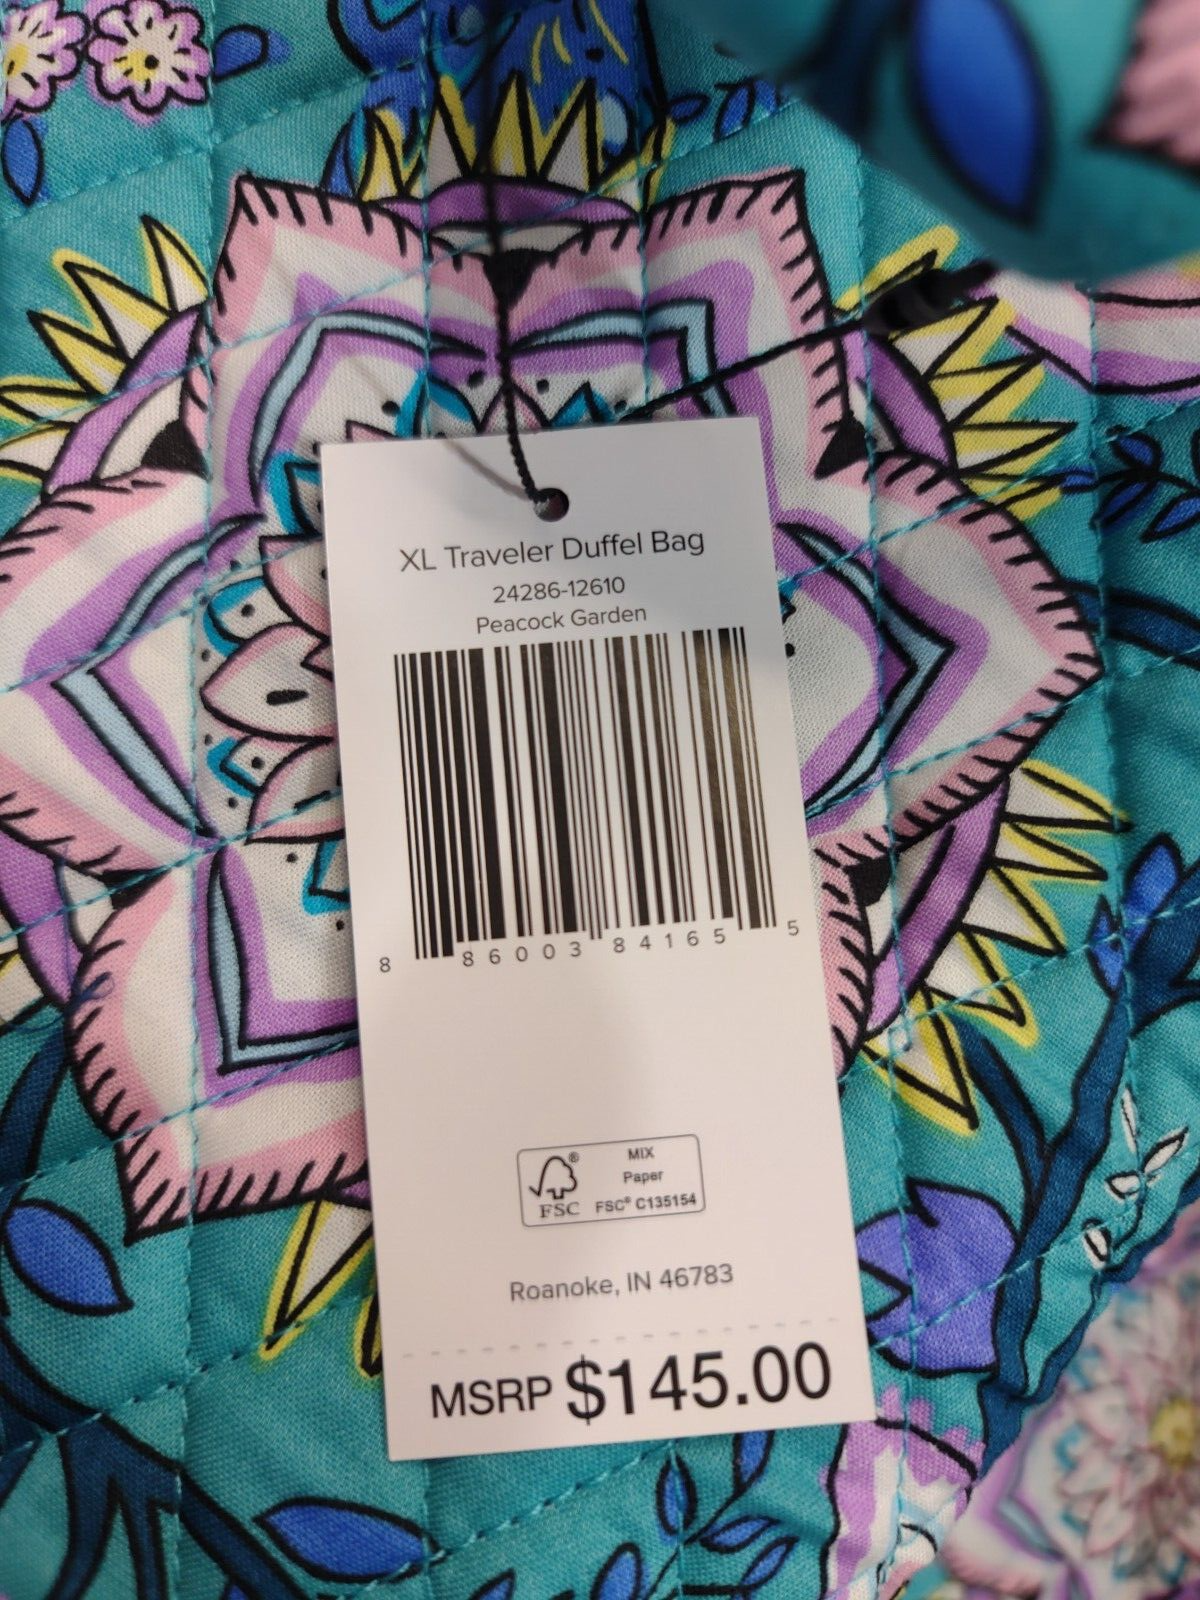 XL Traveler Duffel Bag
24286-12610
Peacock Garden
8 86003 84165 5
FSC®
MIX
Paper
FSC® C135154
Roanoke, IN 46783
MSRP $145.00